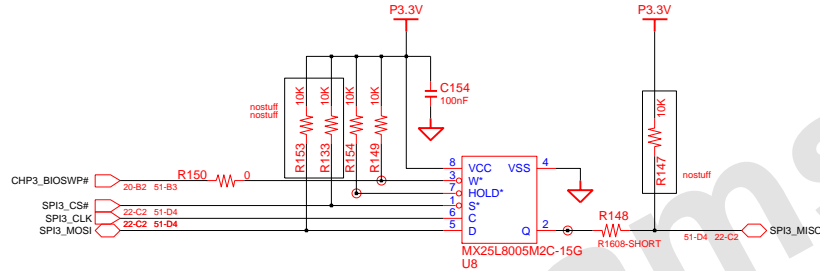 P3.3V
P3.3V
C154
100nF
nostuff
nostuff
10K
10K
10K
10K
R153
R133
R154
R149
10K
R147
nostuff
R150
0
CHP3_BIOSWP#
20-B2 51-B3
SPI3_CS#
22-C2 51-D4
SPI3_CLK
22-C2 51-D4
SPI3_MOSI
8 VCC
VSS 4
3 W*
7 HOLD*
1 S*
6 C
5 D
Q 2
MX25L8005M2C-15G
U8
R148
R1608-SHORT
51-D4 22-C2
SPI3_MISO
ms